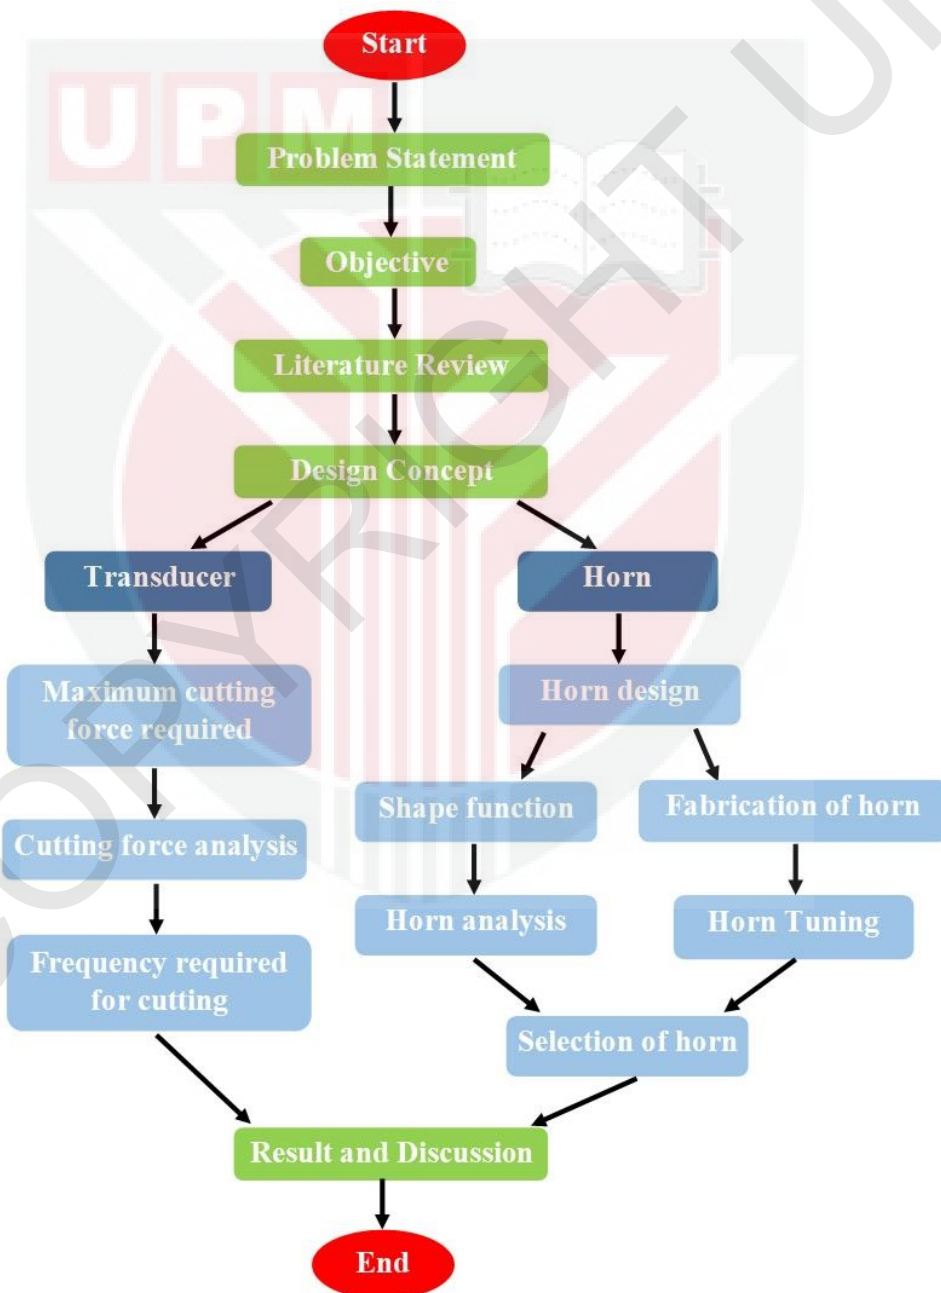 Start
UPM
Problem Statement
Objective
Literature Review
Design Concept
Transducer
Horn
Maximum cutting
force required
Horn design
Shape function
Fabrication of horn
Cutting force analysis
Horn analysis
Horn Tuning
Frequency required
for cutting
Selection of horn
Result and Discussion
End
COPYRIGHT U